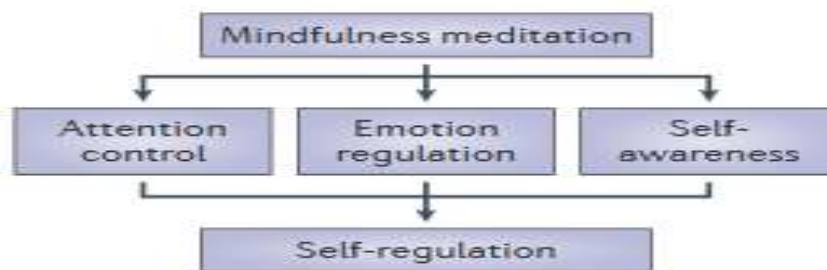 Mindfulness meditation
Attention
control
Emotion
regulation
Self-
awareness
Self-regulation